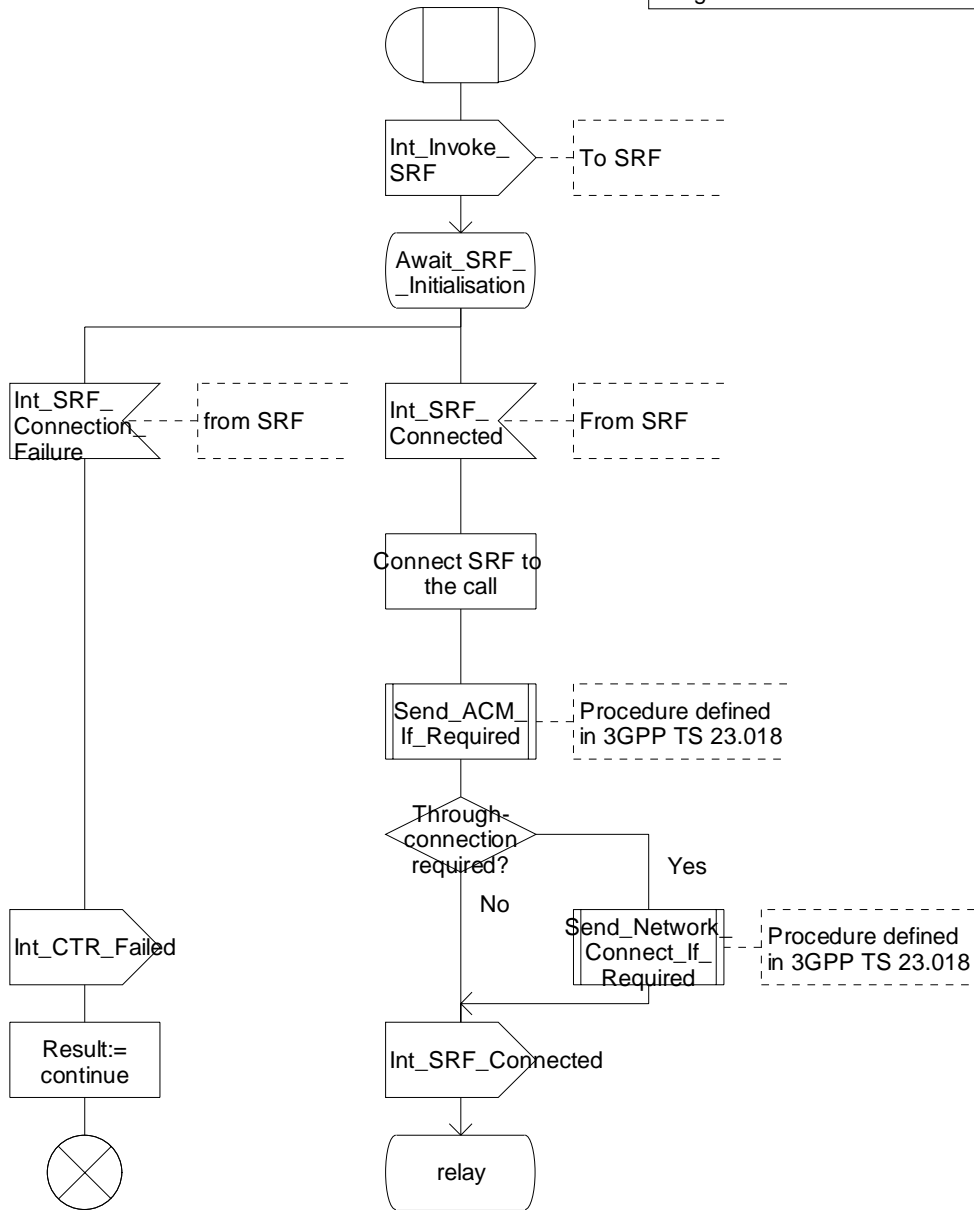 Int_Invoke_
SRF
To SRF
Await_SRF_
_Initialisation
Int_SRF_
Connection_
Failure
from SRF
Int_SRF_
Connected
From SRF
Connect SRF to
the call
Send_ACM_
If_Required
Procedure defined
in 3GPP TS 23.018
Through-
connection
required?
Yes
No
Send_Network_
Connect_If_
Required
Procedure defined
in 3GPP TS 23.018
Int_CTR_Failed
Result:=
continue
Int_SRF_Connected
relay